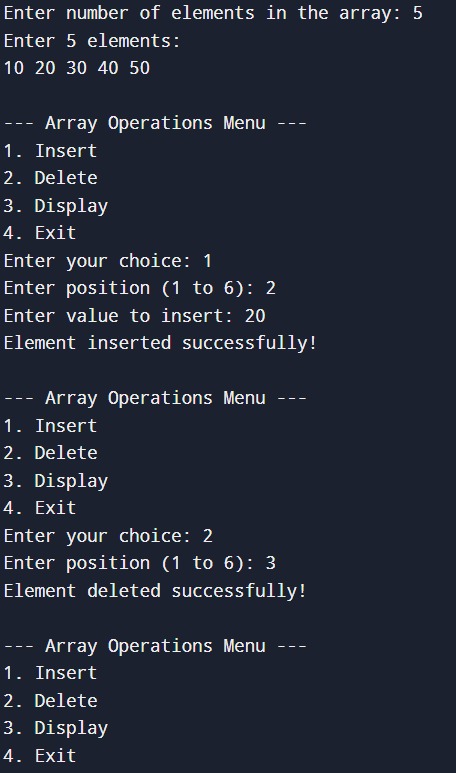 Enter number of elements in the array: 5
Enter 5 elements:
10 20 30 40 50
--- Array Operations Menu ---
1. Insert
2. Delete
3. Display
4. Exit
Enter your choice: 1
Enter position (1 to 6): 2
Enter value to insert: 20
Element inserted successfully!
--- Array Operations Menu ---
1. Insert
2. Delete
3. Display
4. Exit
Enter your choice: 2
Enter position (1 to 6): 3
Element deleted successfully!
--- Array Operations Menu ---
1. Insert
2. Delete
3. Display
4. Exit